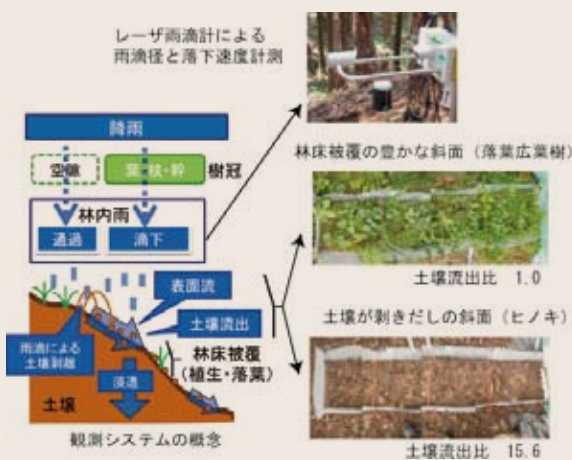 レーザ雨滴計による
雨滴径と落下速度計測
降雨
空隙
葉・枝・幹
樹冠
林内雨
通過
滴下
表面流
土壌流出
雨滴による
土壌剥離
林床被覆
(植生・落葉)
浸透
土壌
観測システムの概念
林床被覆の豊かな斜面（落葉広葉樹）
土壌流出比 1.0
土壌が剥きだしの斜面（ヒノキ）
土壌流出比 15.6